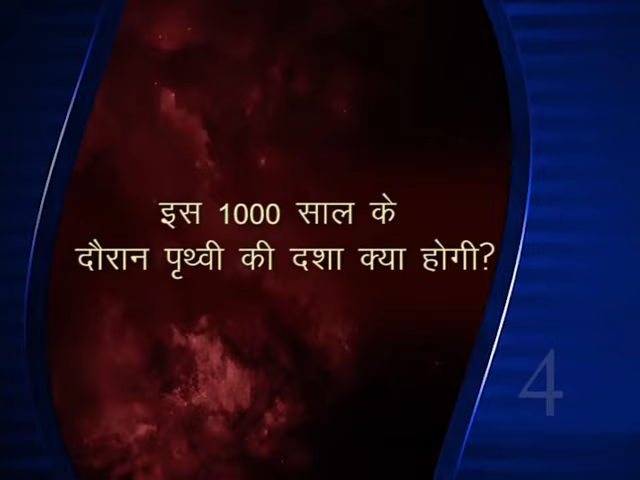 इस 1000 साल के
दौरान पृथ्वी की दशा क्या होगी?
4